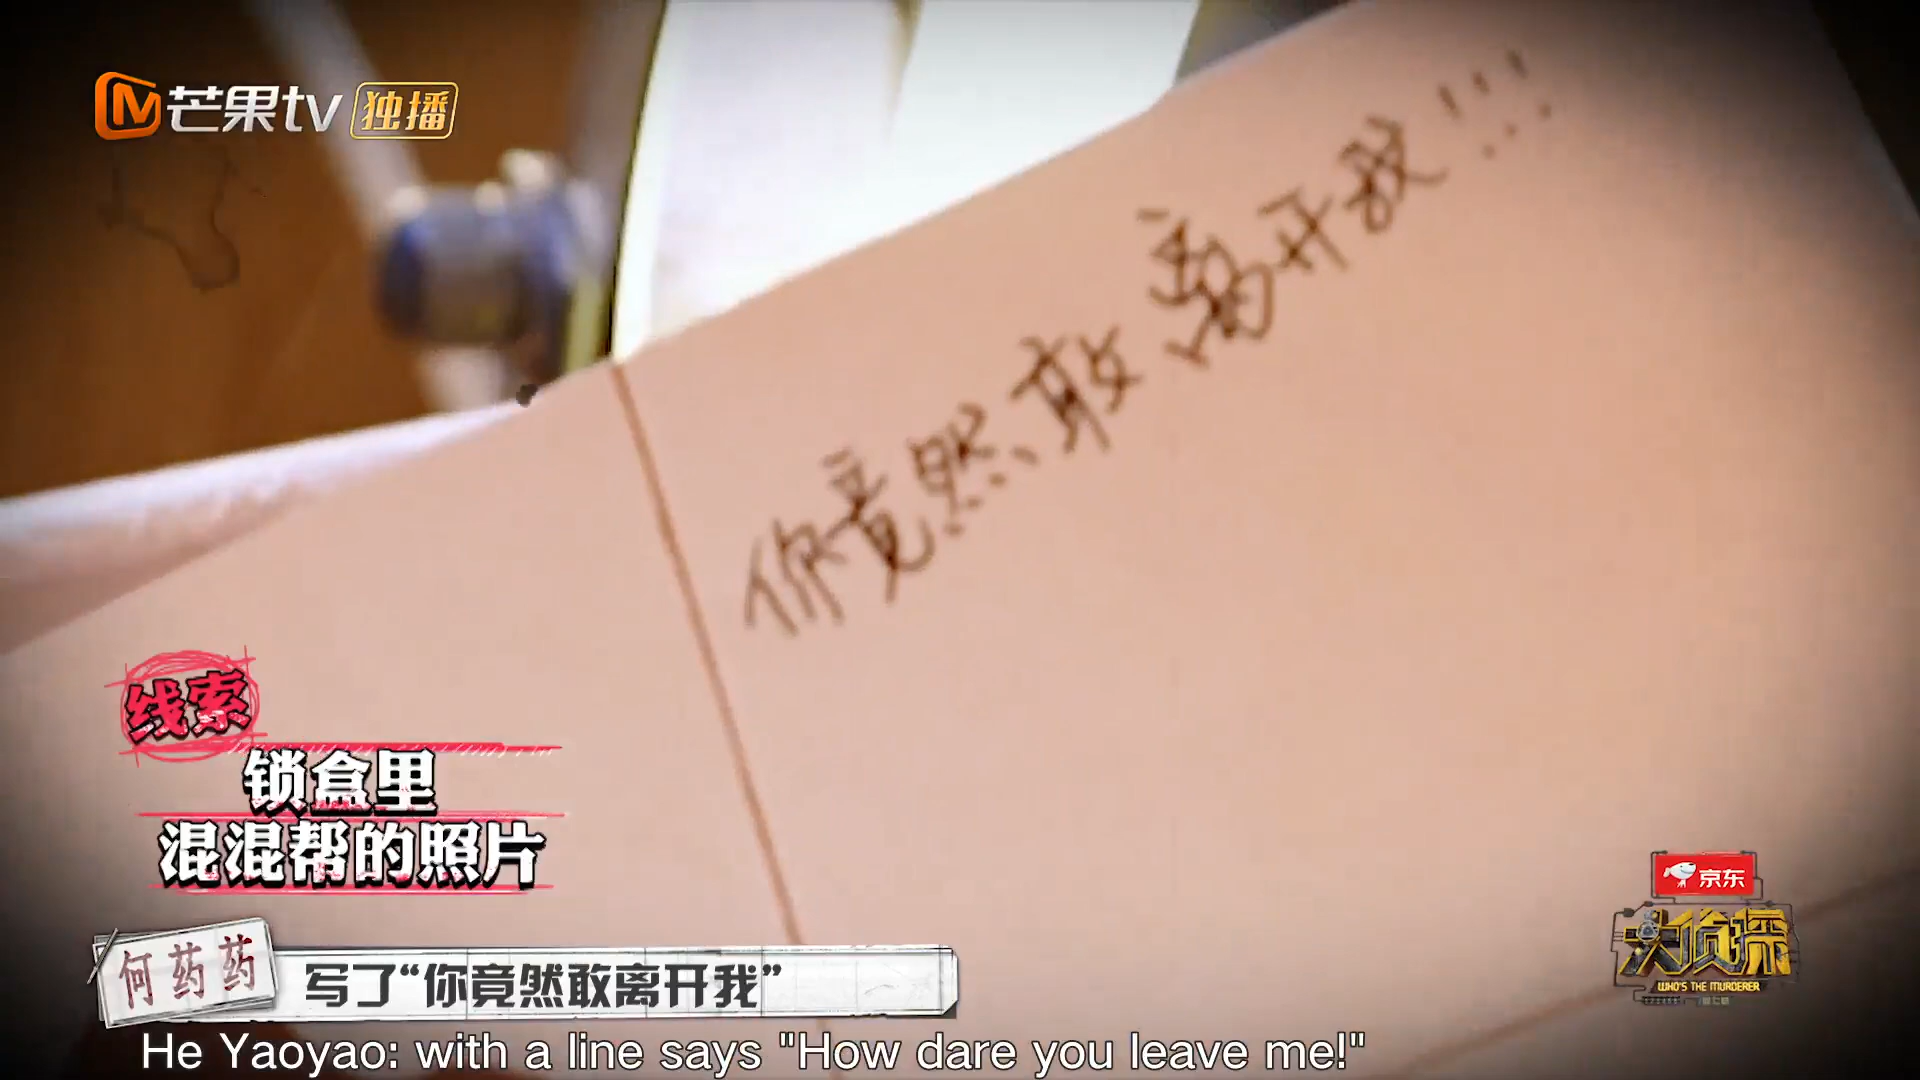 芒果tv 独播
你竟然敢离开我!!!
线索
锁盒里
混混帮的照片
何药药
写了“你竟然敢离开我”
He Yaoyao: with a line says "How dare you leave me!"
京东
大侦探
WHO'S THE MURDERER